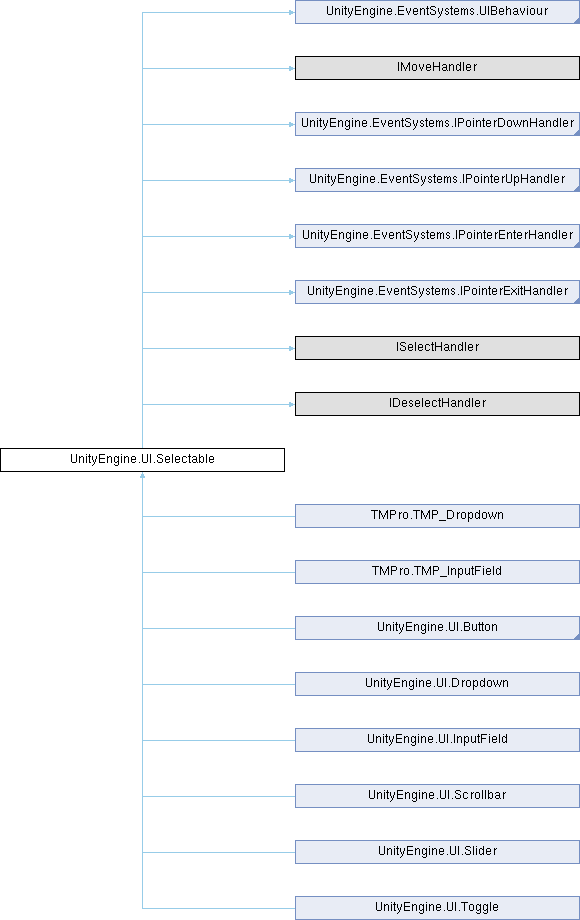 UnityEngine.EventSystems.UIBehaviour
IMoveHandler
UnityEngine.EventSystems.IPointerDownHandler
UnityEngine.EventSystems.IPointerUpHandler
UnityEngine.EventSystems.IPointerEnterHandler
UnityEngine.EventSystems.IPointerExitHandler
ISelectHandler
IDeselectHandler
UnityEngine.UI.Selectable
TMPro.TMP_Dropdown
TMPro.TMP_InputField
UnityEngine.UI.Button
UnityEngine.UI.Dropdown
UnityEngine.UI.InputField
UnityEngine.UI.Scrollbar
UnityEngine.UI.Slider
UnityEngine.UI.Toggle